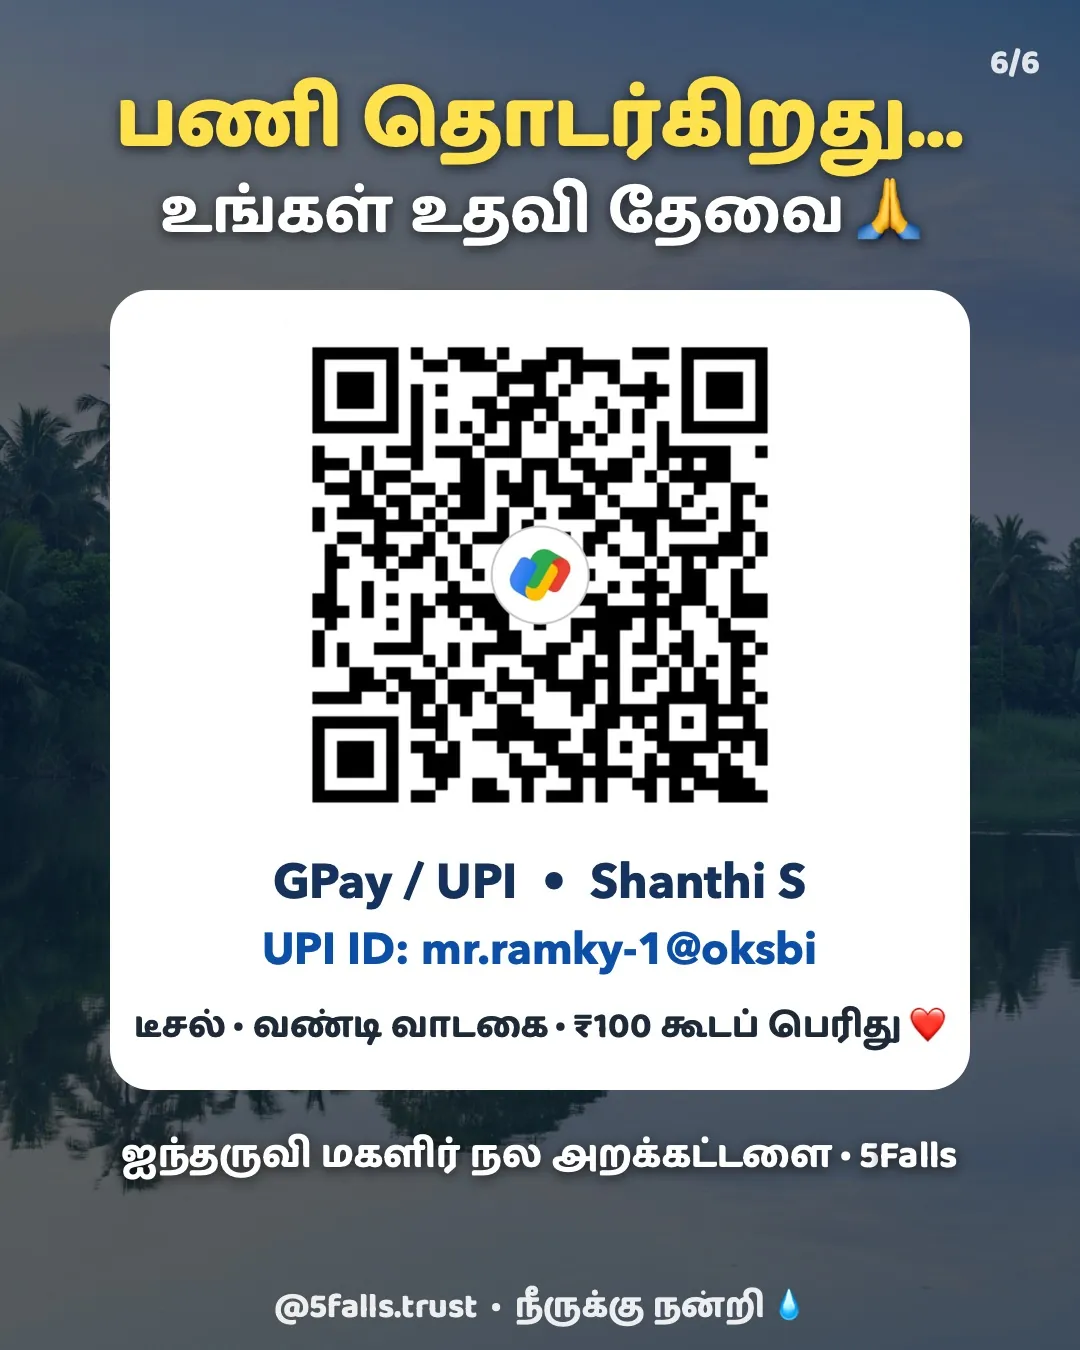 6/6
பணி தொடர்கிறது...
உங்கள் உதவி தேவை 🙏
GPay / UPI • Shanthi S
UPI ID: mr.ramky-1@oksbi
டீசல் • வண்டி வாடகை • ₹100 கூடப் பெரிது ❤️
ஐந்தருவி மகளிர் நல அறக்கட்டளை • 5Falls
@5falls.trust • நீருக்கு நன்றி 💧